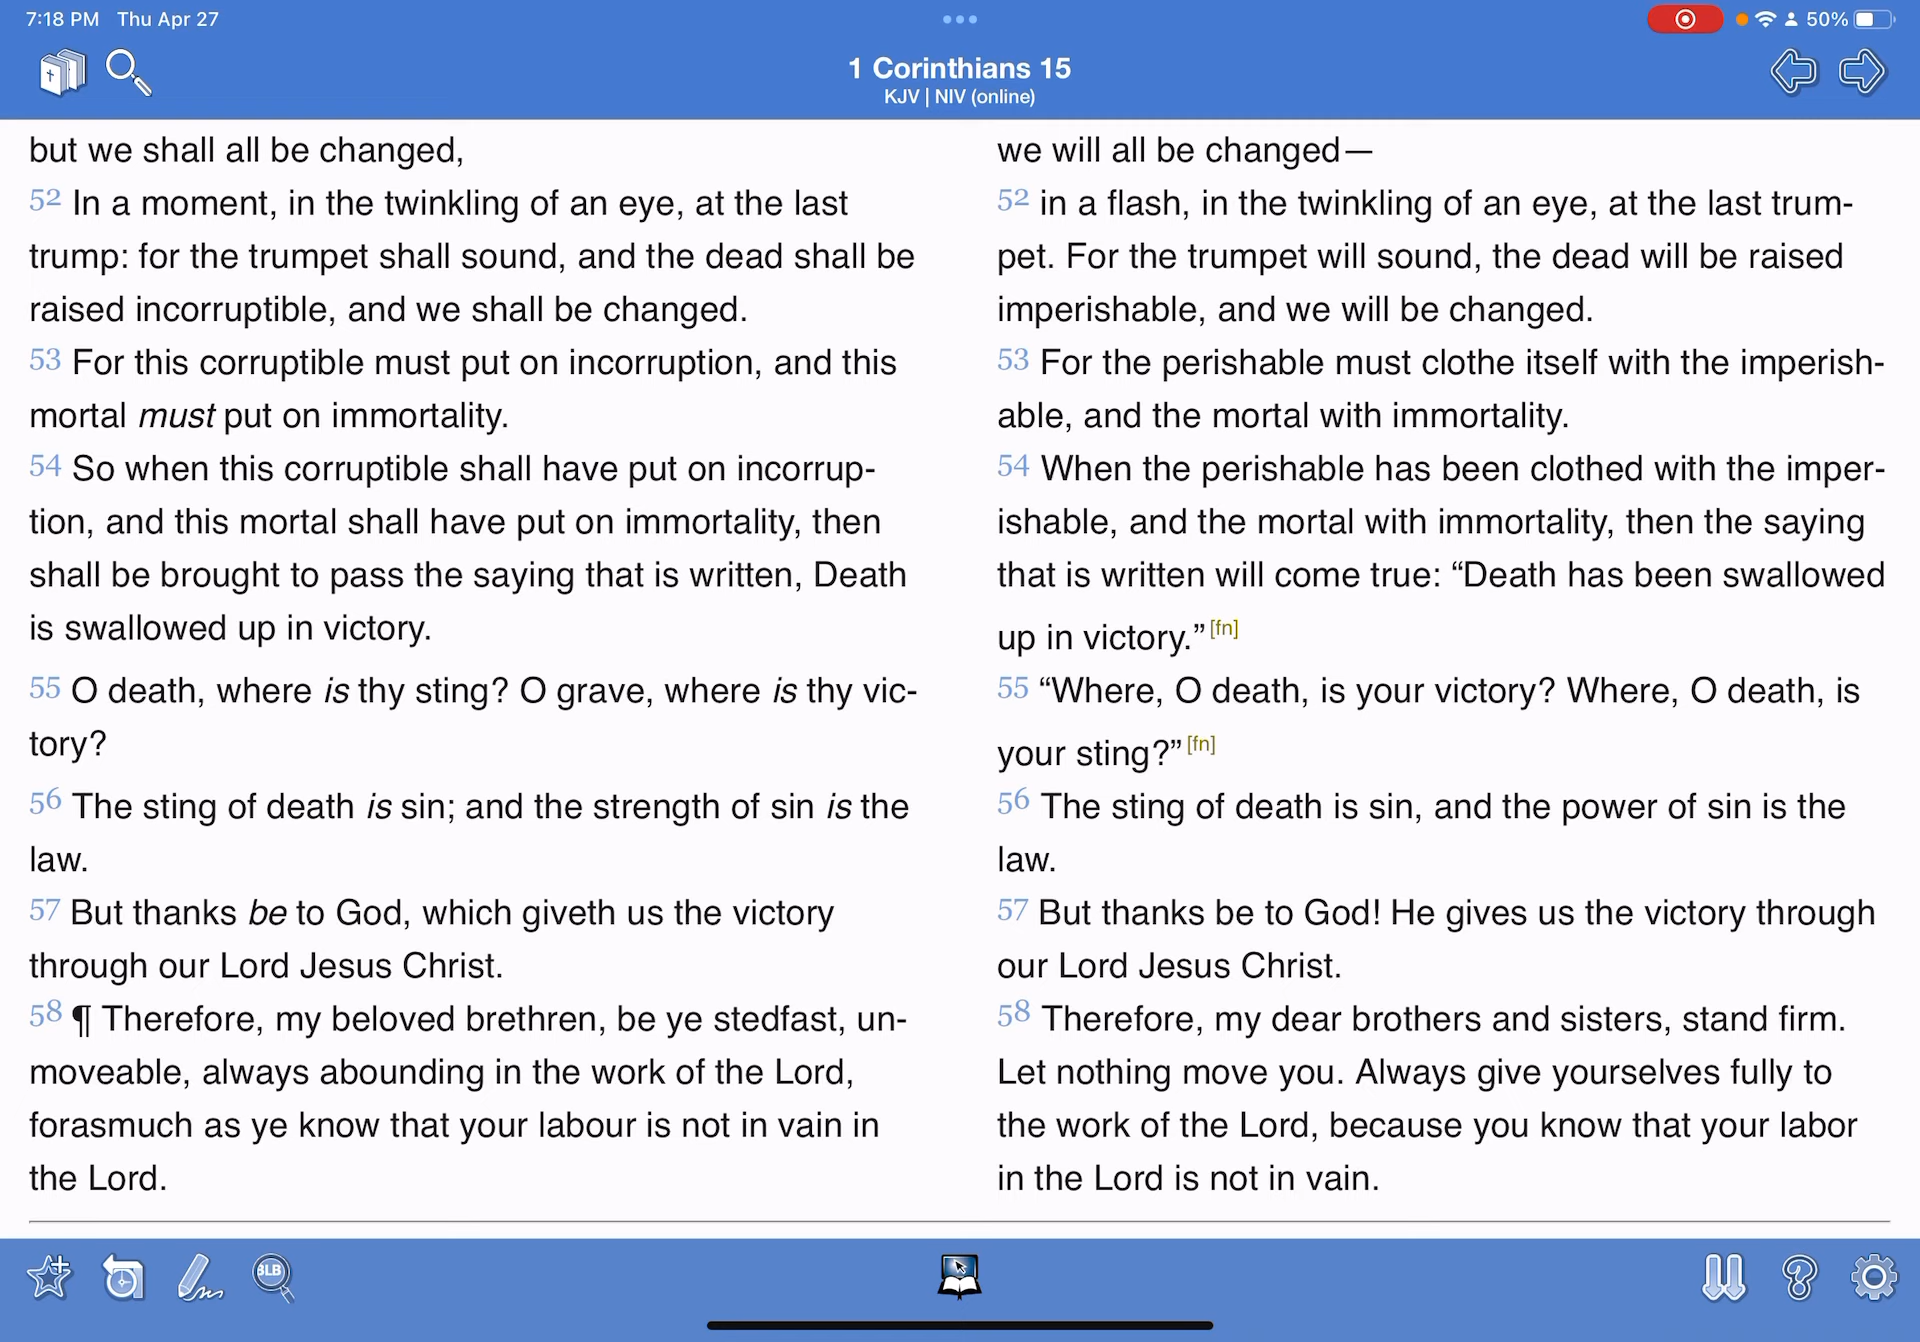 7:18 PM Thu Apr 27
50%
1 Corinthians 15
KJV | NIV (online)
but we shall all be changed,
52 In a moment, in the twinkling of an eye, at the last
trump: for the trumpet shall sound, and the dead shall be
raised incorruptible, and we shall be changed.
53 For this corruptible must put on incorruption, and this
mortal must put on immortality.
54 So when this corruptible shall have put on incorrup-
tion, and this mortal shall have put on immortality, then
shall be brought to pass the saying that is written, Death
is swallowed up in victory.
55 O death, where is thy sting? O grave, where is thy vic-
tory?
56 The sting of death is sin; and the strength of sin is the
law.
57 But thanks be to God, which giveth us the victory
through our Lord Jesus Christ.
58 ¶ Therefore, my beloved brethren, be ye stedfast, un-
moveable, always abounding in the work of the Lord,
forasmuch as ye know that your labour is not in vain in
the Lord.
we will all be changed—
52 in a flash, in the twinkling of an eye, at the last trum-
pet. For the trumpet will sound, the dead will be raised
imperishable, and we will be changed.
53 For the perishable must clothe itself with the imperish-
able, and the mortal with immortality.
54 When the perishable has been clothed with the imper-
ishable, and the mortal with immortality, then the saying
that is written will come true: “Death has been swallowed
up in victory.” [fn]
55 “Where, O death, is your victory? Where, O death, is
your sting?” [fn]
56 The sting of death is sin, and the power of sin is the
law.
57 But thanks be to God! He gives us the victory through
our Lord Jesus Christ.
58 Therefore, my dear brothers and sisters, stand firm.
Let nothing move you. Always give yourselves fully to
the work of the Lord, because you know that your labor
in the Lord is not in vain.
BLB